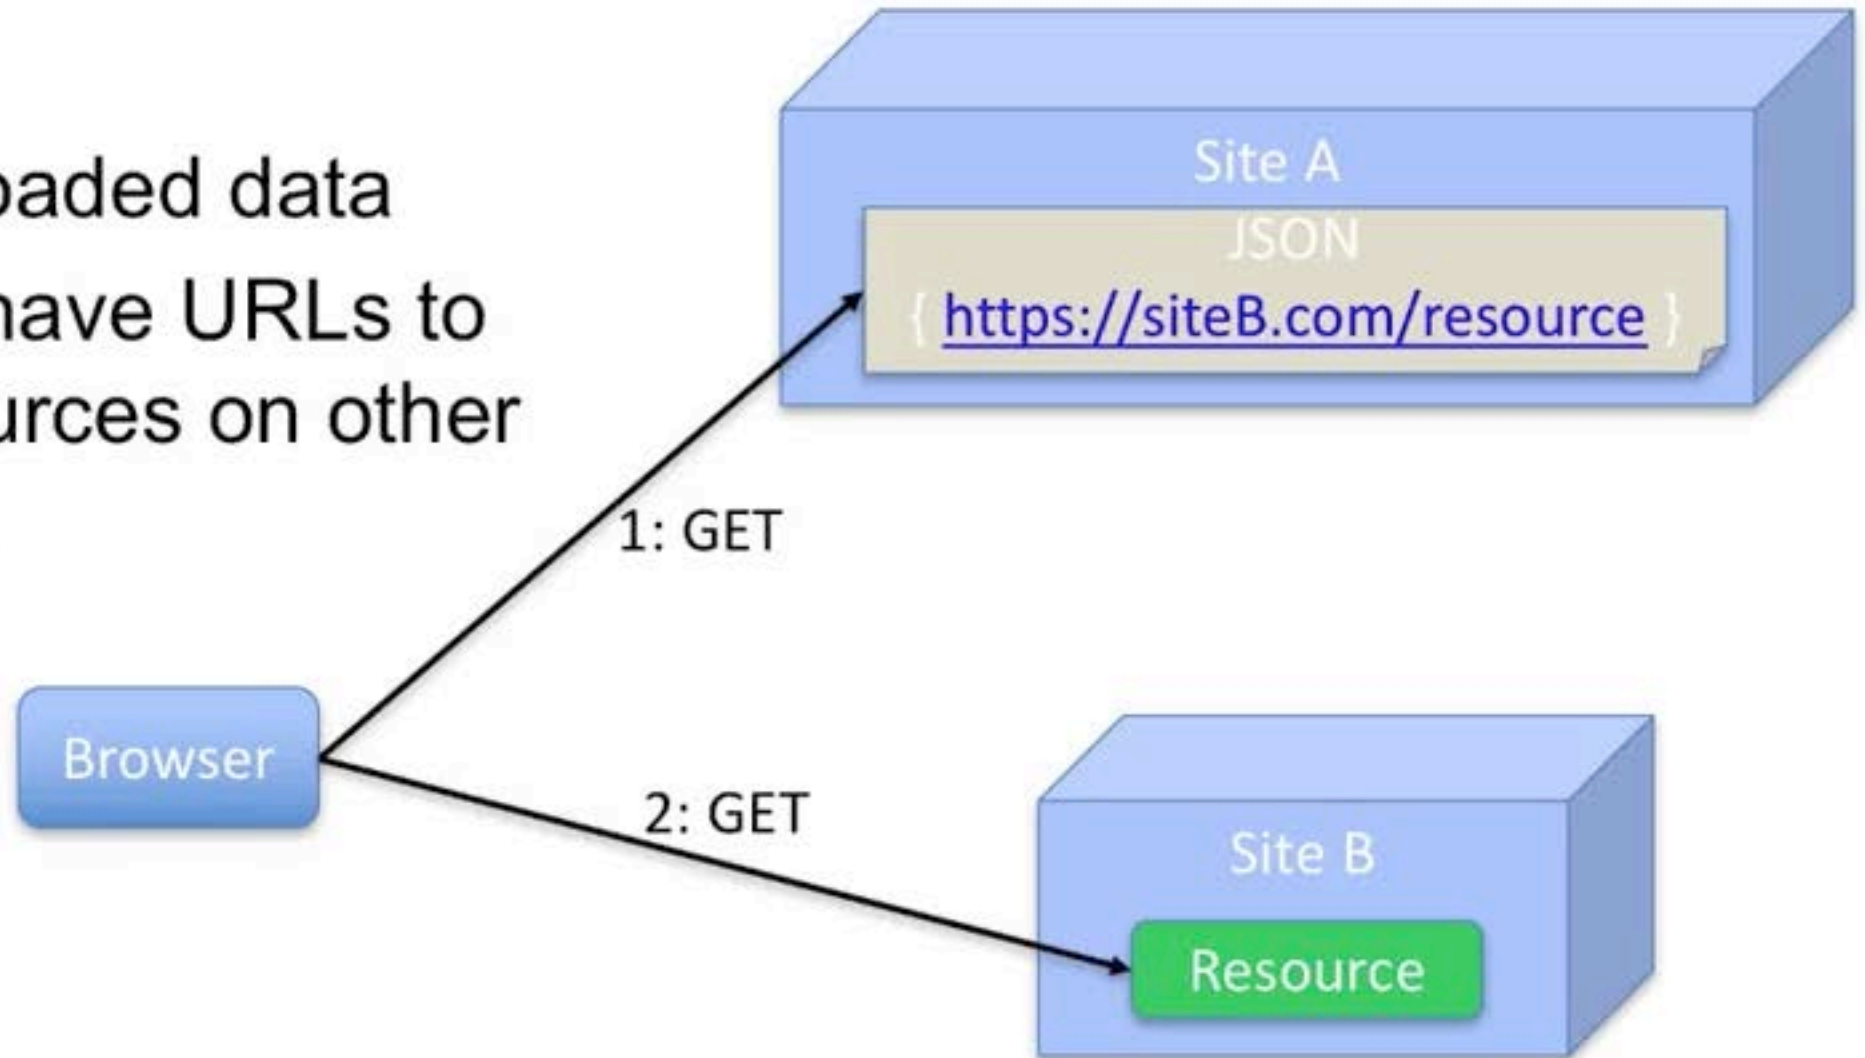 oaded data
have URLs to
urces on other
Site A
JSON
{ https://siteB.com/resource }
1: GET
Browser
2: GET
Site B
Resource